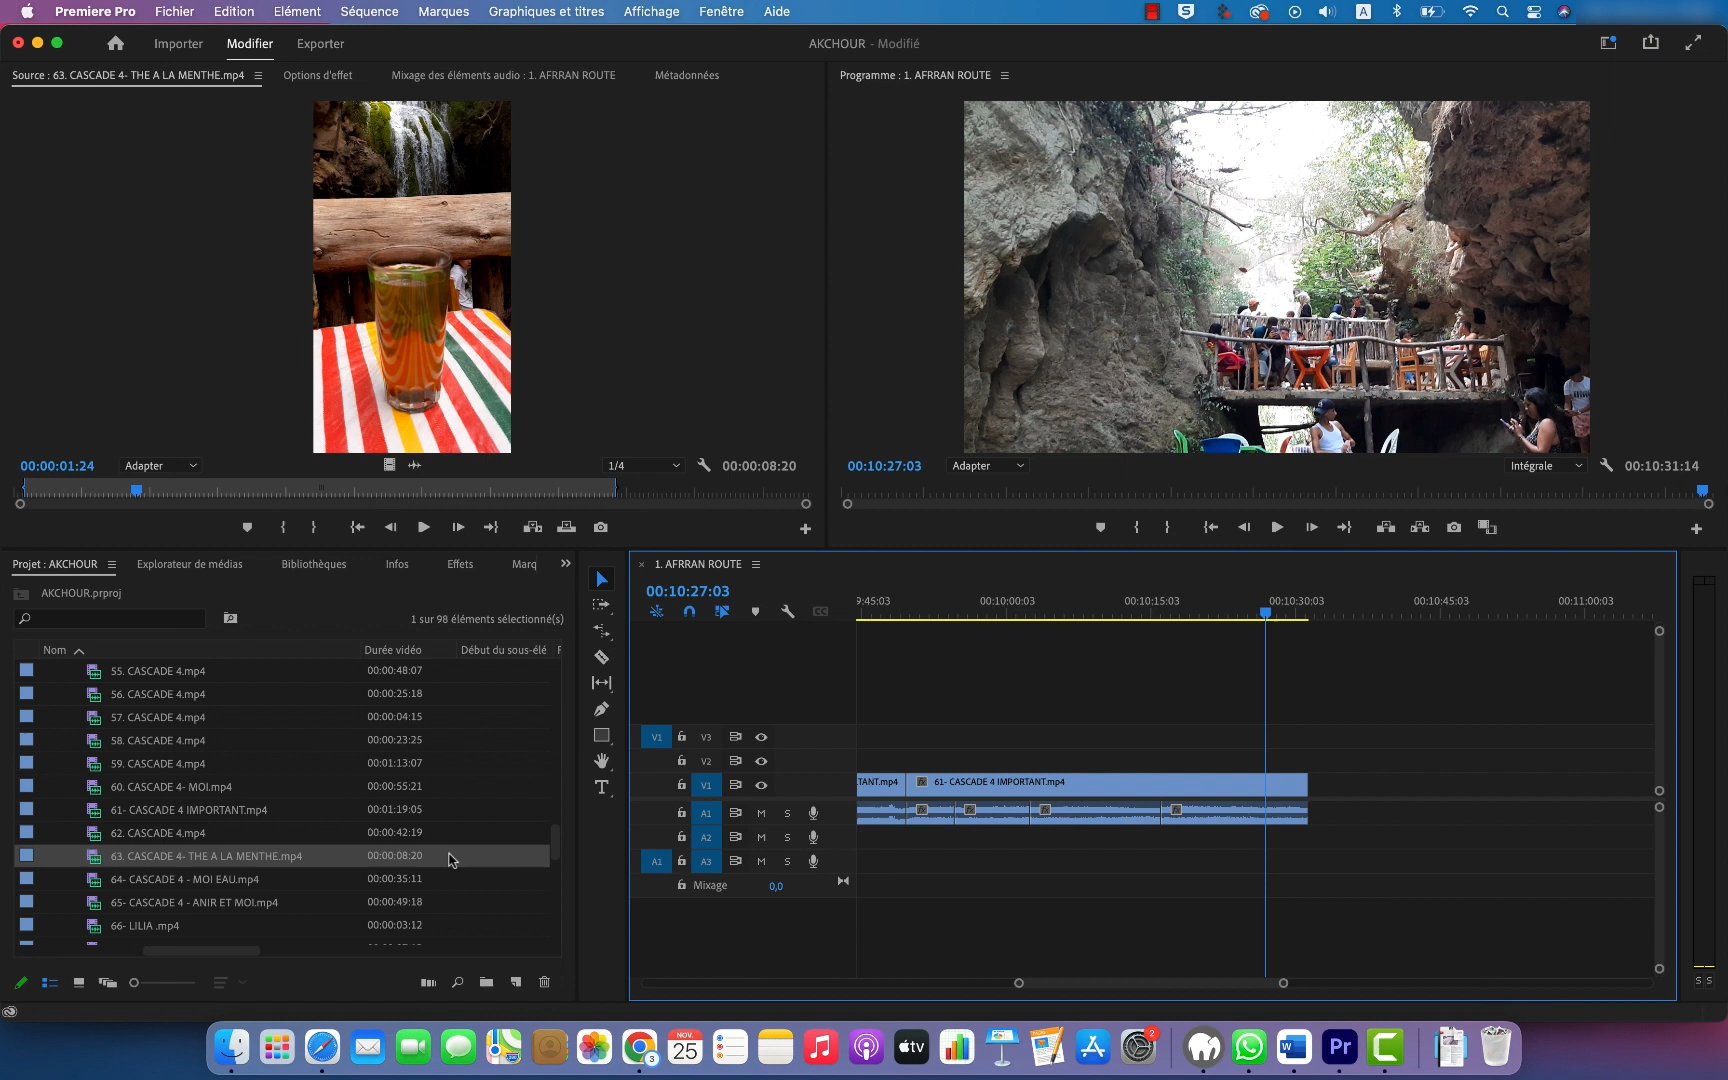 Premiere Pro Fichier Edition Elément Séquence Marques Graphiques et titres Affichage Fenêtre Aide A
Importer Modifier Exporter AKCHOUR - Modifié
Source : 63. CASCADE 4- THE A LA MENTHE.mp4 Options d'effet Mixage des éléments audio : 1. AFRRAN ROUTE Métadonnées Programme : 1. AFRRAN ROUTE
00:00:01:24 Adapter 1/4 00:00:08:20 00:10:27:03 Adapter Intégrale 00:10:31:14
Projet : AKCHOUR Explorateur de médias Bibliothèques Infos Effets Marq
1. AFRRAN ROUTE
AKCHOUR.prproj
00:10:27:03
1 sur 98 éléments sélectionné(s)
9:45:03 00:10:00:03 00:10:15:03 00:10:30:03 00:10:45:03 00:11:00:03
Nom Durée vidéo Début du sous-élé
55. CASCADE 4.mp4 00:00:48:07
56. CASCADE 4.mp4 00:00:25:18
57. CASCADE 4.mp4 00:00:04:15
58. CASCADE 4.mp4 00:00:23:25
59. CASCADE 4.mp4 00:01:13:07
60. CASCADE 4- MOI.mp4 00:00:55:21
61- CASCADE 4 IMPORTANT.mp4 00:01:19:05
62. CASCADE 4.mp4 00:00:42:19
63. CASCADE 4- THE A LA MENTHE.mp4 00:00:08:20
64- CASCADE 4 - MOI EAU.mp4 00:00:35:11
65- CASCADE 4 - ANIR ET MOI.mp4 00:00:49:18
66- LILIA .mp4 00:00:03:12
V1 V3
V2
V1 TANT.mp4 fx 61- CASCADE 4 IMPORTANT.mp4
A1 M S fx fx fx fx
A2 M S
A1 A3 M S
Mixage 0,0
S S
NOV.
25
3
tv
2
W
Pr
C